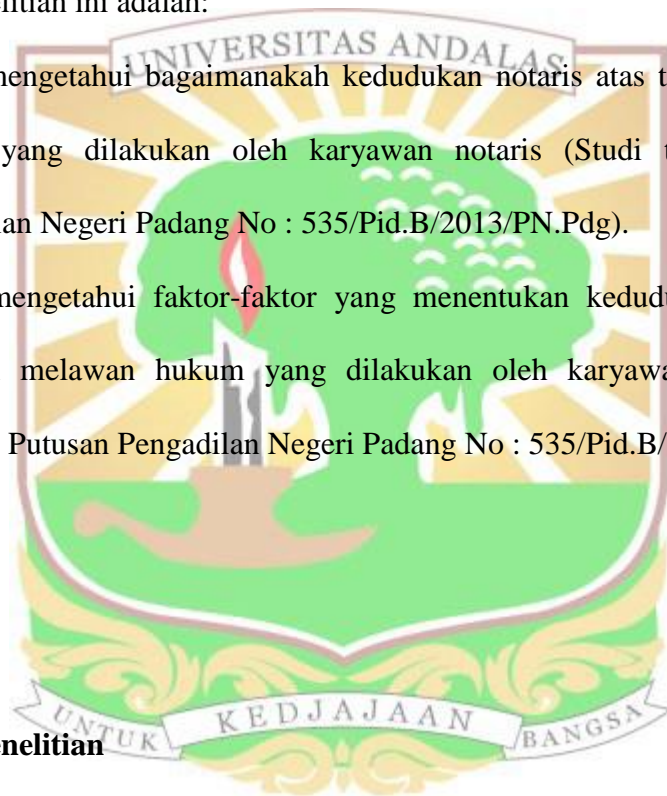 elitian ini adalah:
UNIVERSITAS ANDALAS
mengetahui bagaimanakah kedudukan notaris atas t
yang dilakukan oleh karyawan notaris (Studi t
an Negeri Padang No : 535/Pid.B/2013/PN.Pdg).
mengetahui faktor-faktor yang menentukan kedudu
melawan hukum yang dilakukan oleh karyawa
Putusan Pengadilan Negeri Padang No : 535/Pid.B/
UNTUK KEDJAJAAN BANGSA
enelitian